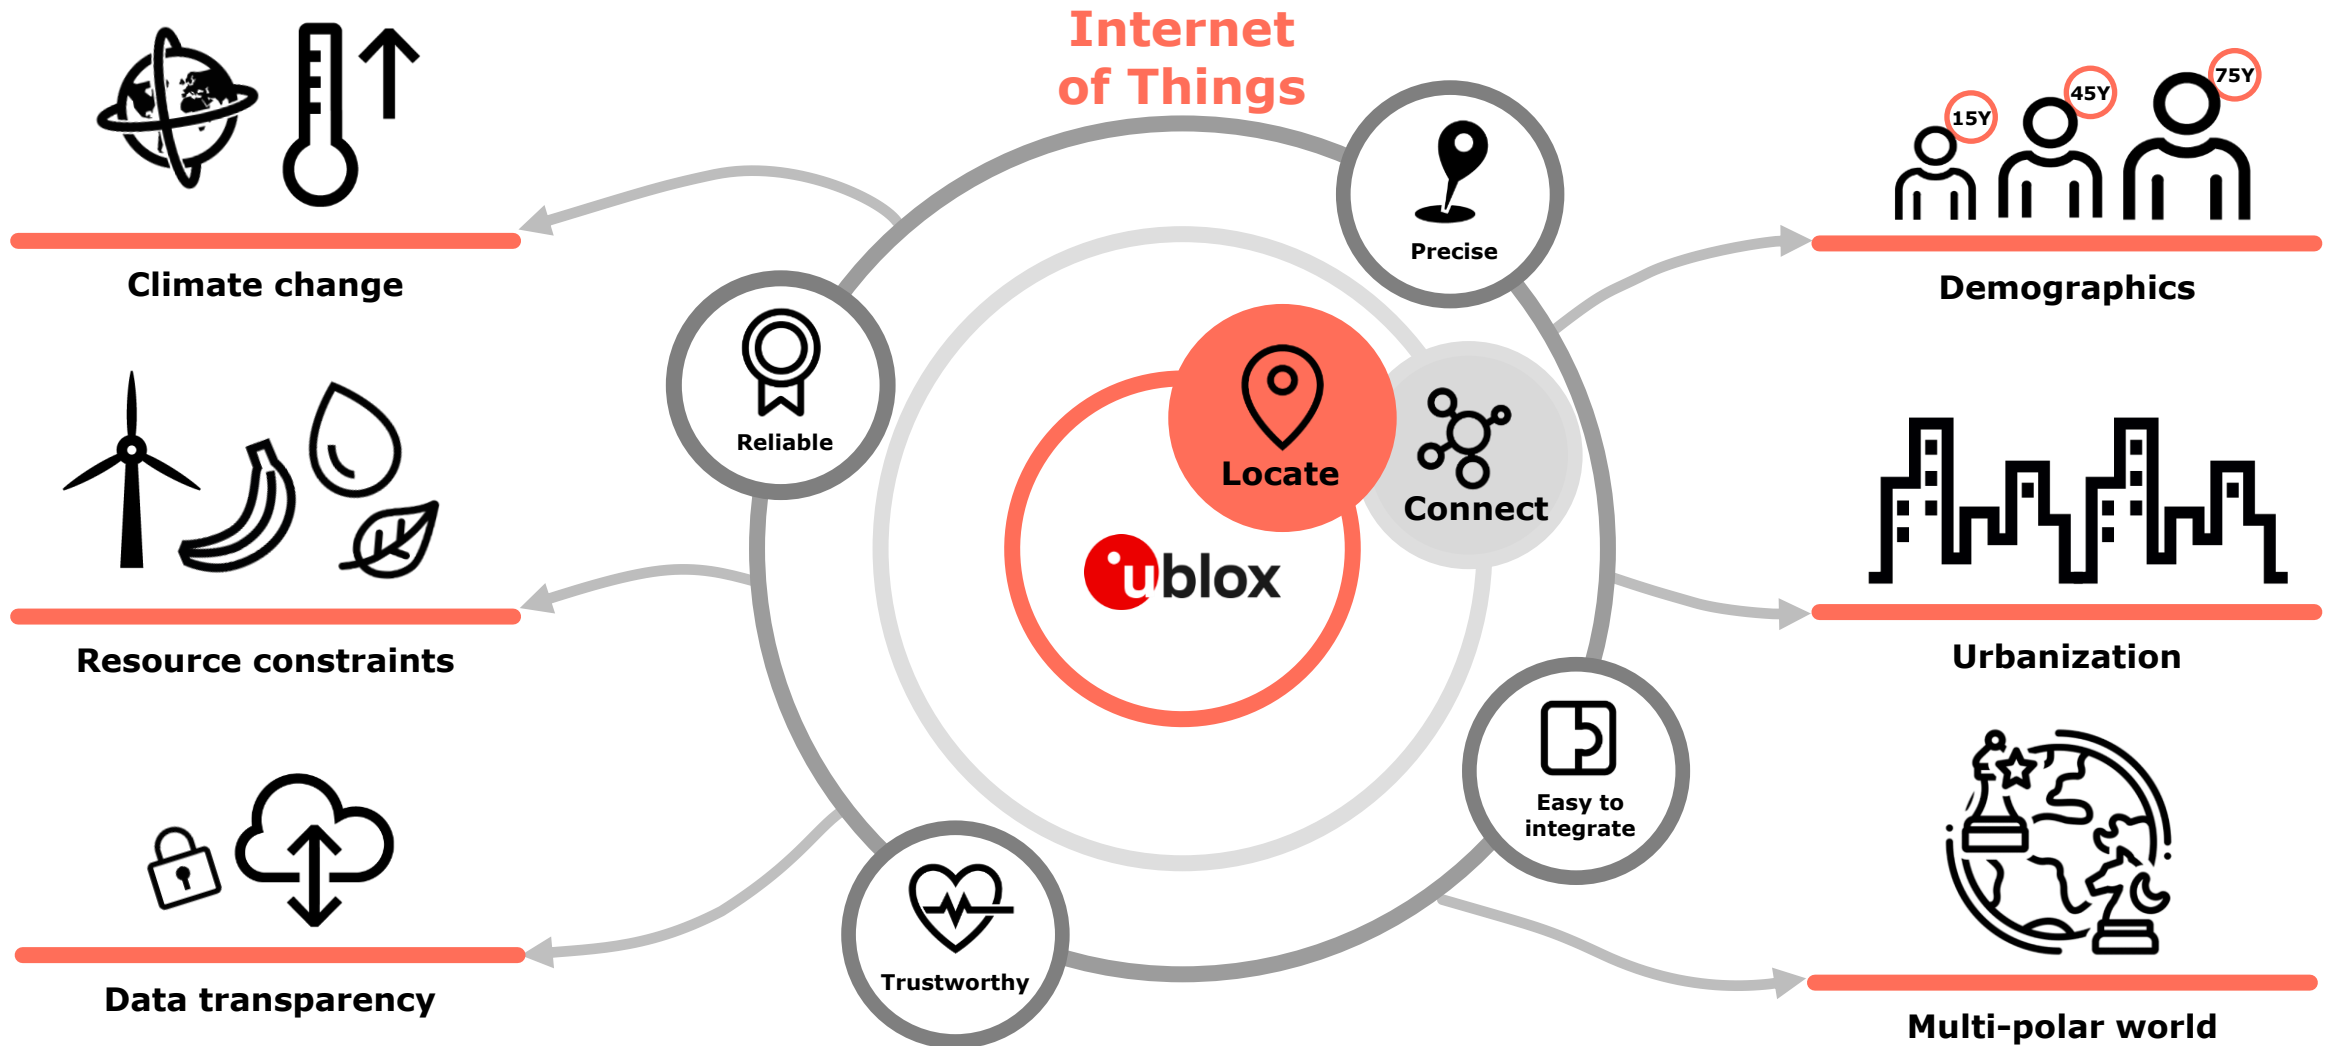 Internet
of Things
15Y
45Y
75Y
Climate change
Precise
Demographics
Reliable
Locate
Connect
ublox
Resource constraints
Urbanization
Easy to
integrate
Trustworthy
Data transparency
Multi-polar world